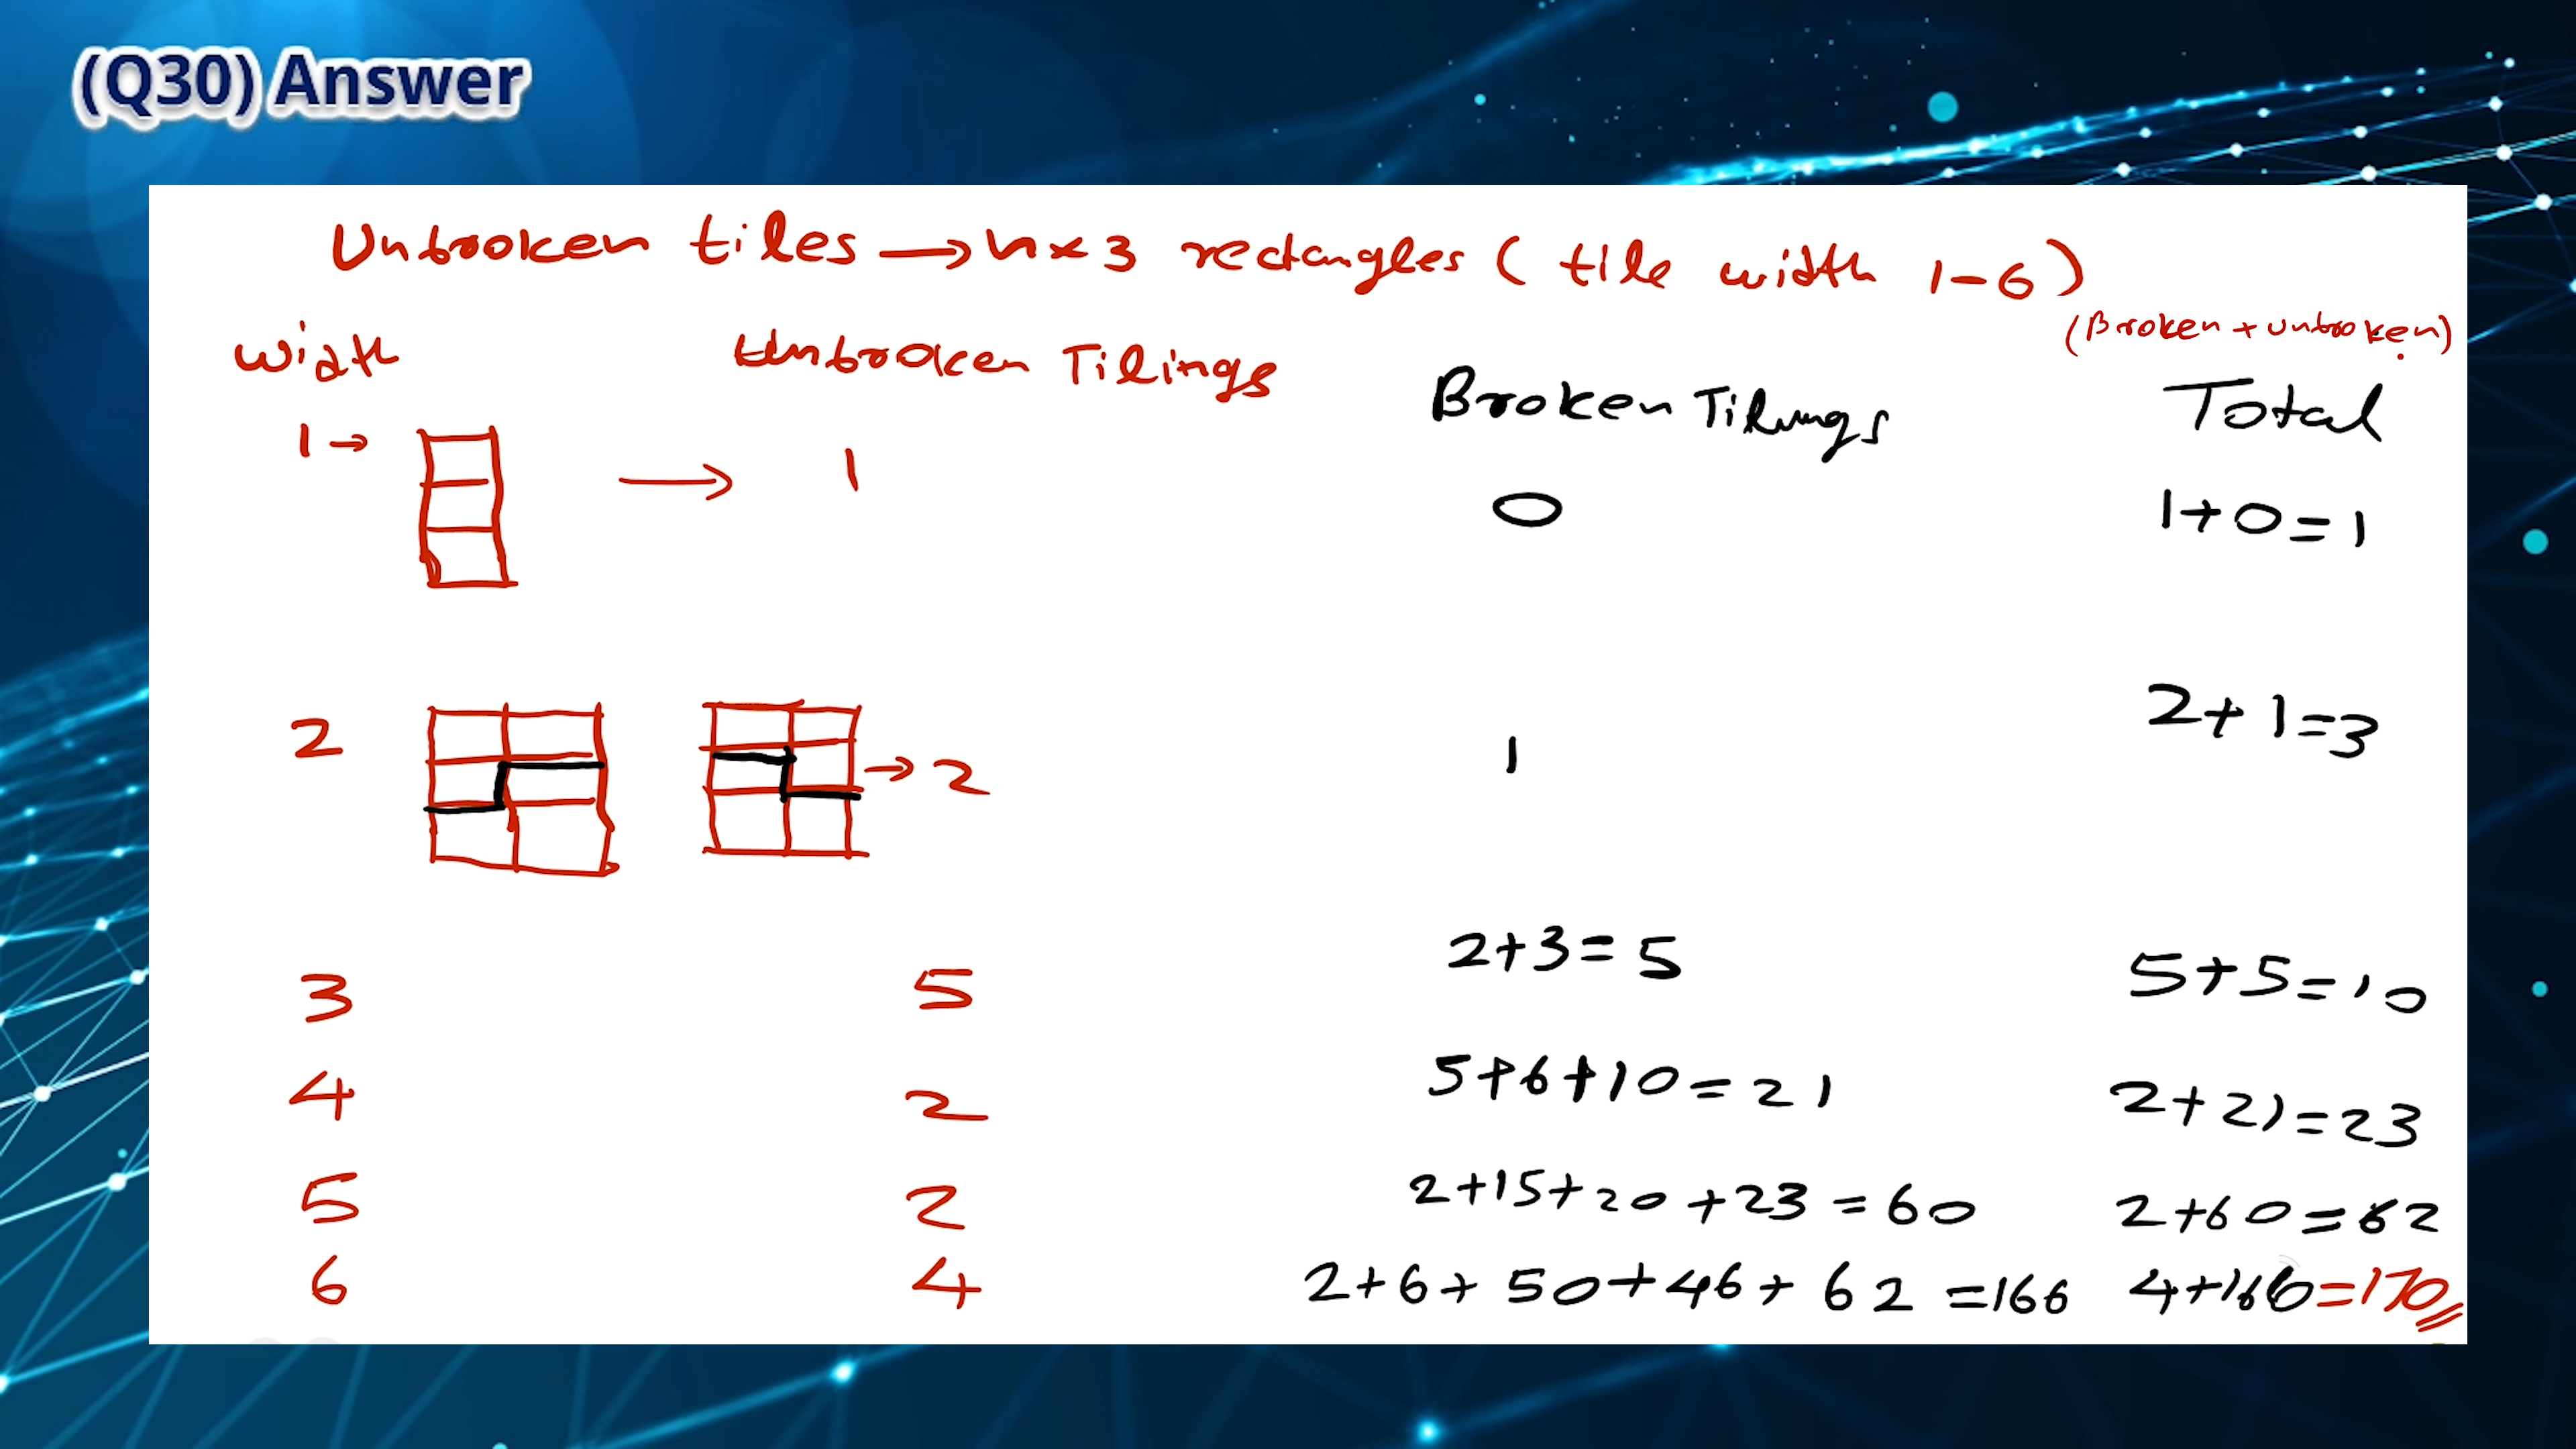 (Q30) Answer
Unbroken tiles → n×3 rectangles ( tile width 1-6 )
(Broken + unbroken)
Width Unbroken Tilings Broken Tilings Total
1 → → 1 0 1+0=1
2 → 2 1 2+1=3
3 5 2+3=5 5+5=10
4 2 5+6+10=21 2+21=23
5 2 2+15+20+23=60 2+60=62
6 4 2+6+50+46+62=166 4+166=170